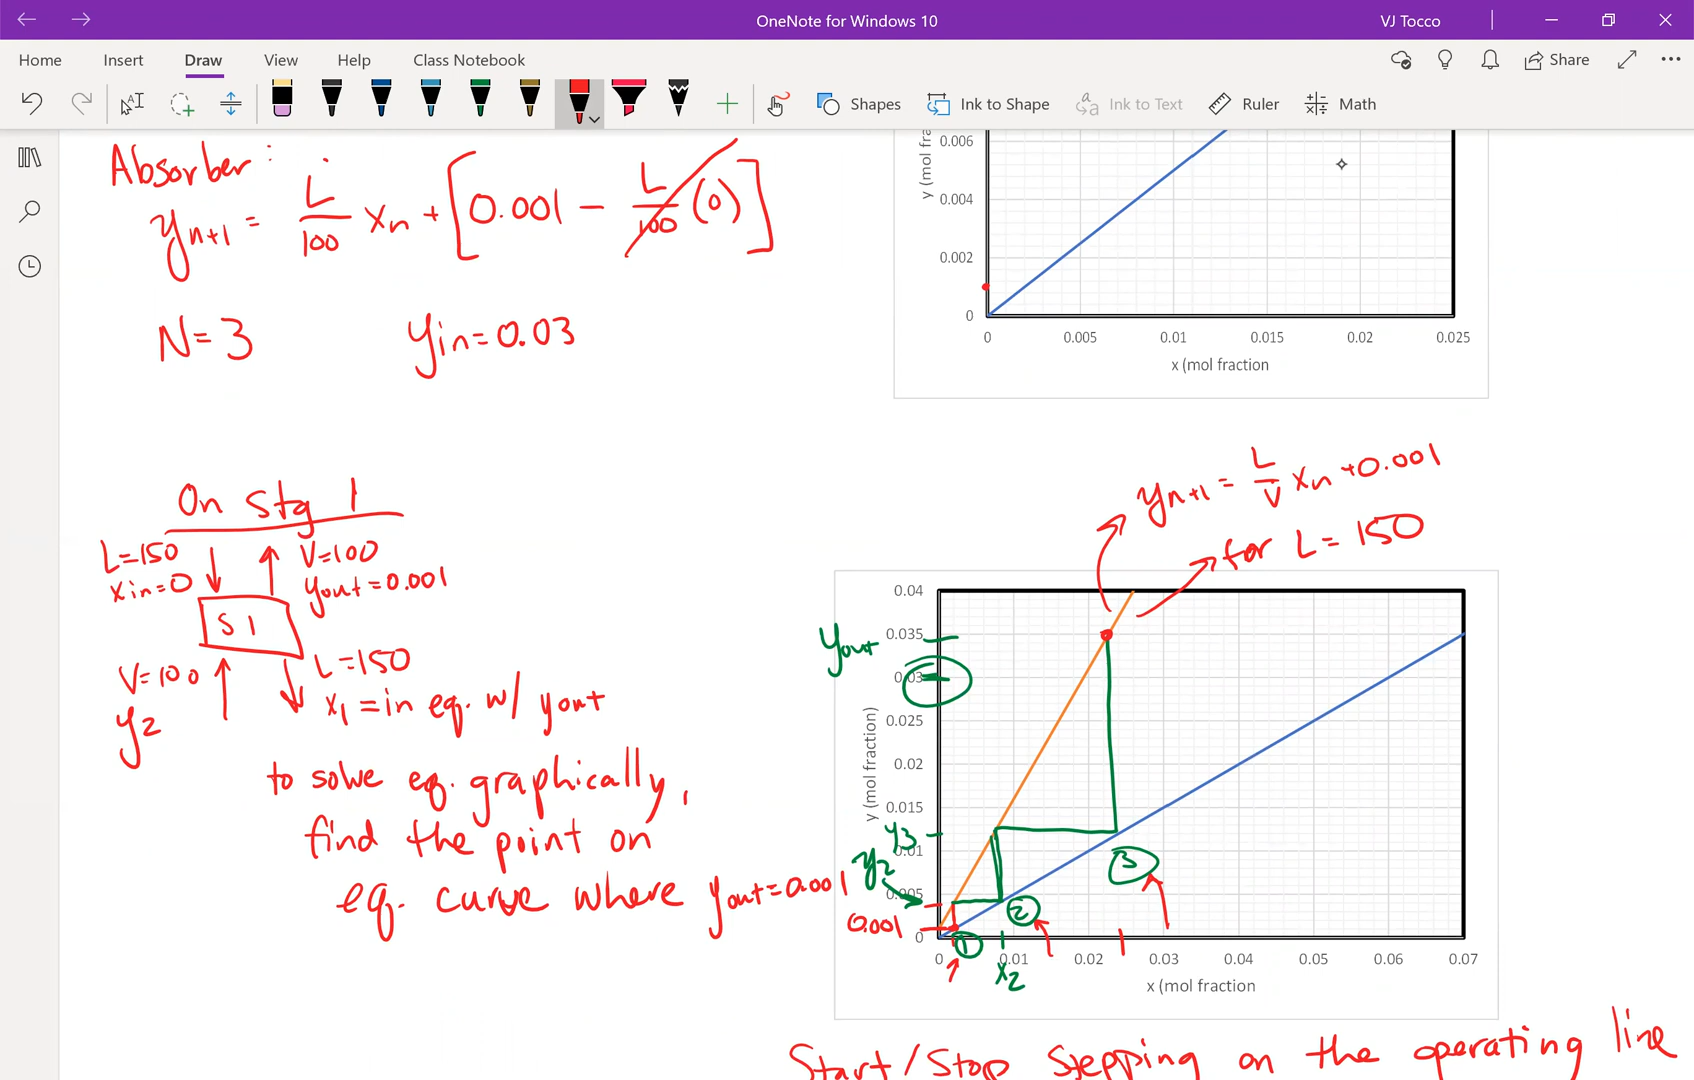 OneNote for Windows 10
VJ Tocco
Home Insert Draw View Help Class Notebook
Share
Shapes Ink to Shape Ink to Text Ruler Math
Absorber:
yn+1 = L/100 xn + [0.001 - L/100 (0)]
N=3 yin=0.03
0.006
0.004
0.002
0
y (mol fra
0 0.005 0.01 0.015 0.02 0.025
x (mol fraction
On Stg 1
L=150 V=100
xin=0 yout=0.001
S1
V=100 L=150
y2 x1=in eq. w/ yout
to solve eq. graphically,
find the point on
eq. curve where yout=0.001
yn+1 = L/V xn+0.001
for L=150
0.04
yout 0.035
0.03
0.025
0.02
0.015
y3 0.01
y2 0.005
0.001
0
y (mol fraction)
1 2 3
0 0.01 0.02 0.03 0.04 0.05 0.06 0.07
x2
x (mol fraction
Start/Stop stepping on the operating line